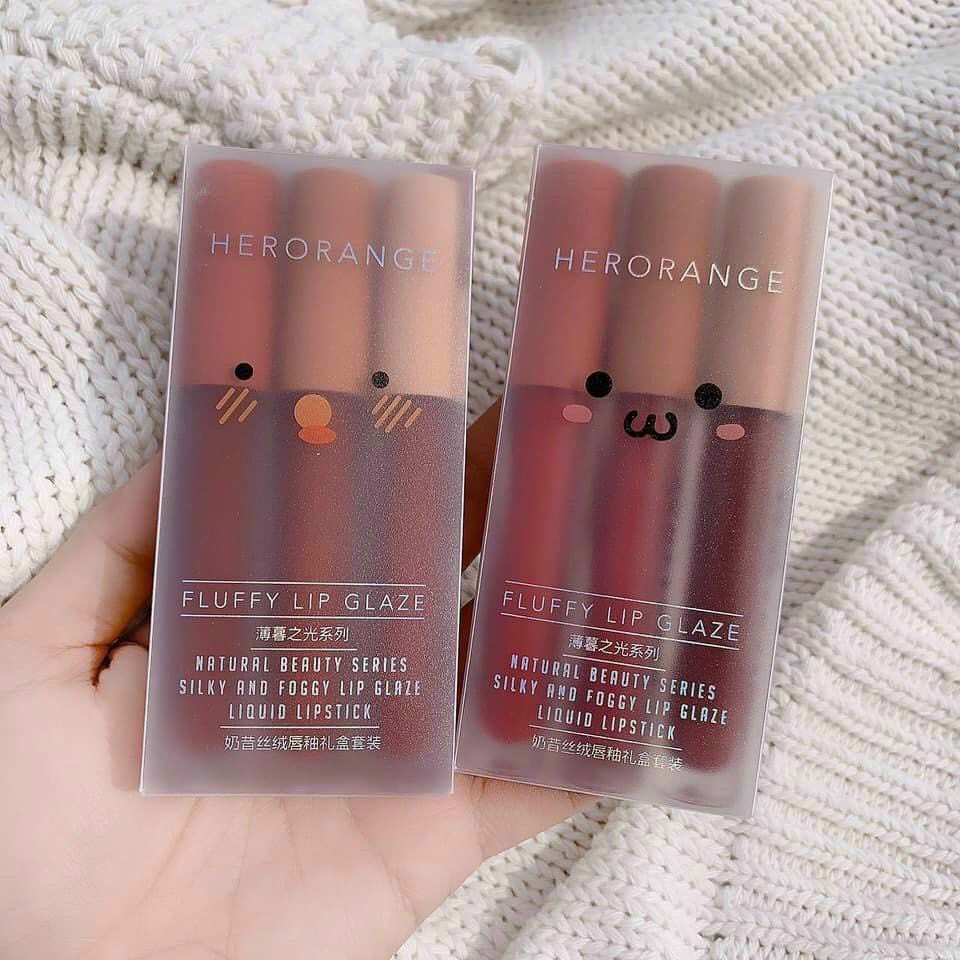 HERORANGE
FLUFFY LIP GLAZE
薄暮之光系列
NATURAL BEAUTY SERIES
SILKY AND FOGGY LIP GLAZE
LIQUID LIPSTICK
奶昔丝绒唇釉礼盒套装
HERORANGE
FLUFFY LIP GLAZE
薄暮之光系列
NATURAL BEAUTY SERIES
SILKY AND FOGGY LIP GLAZE
LIQUID LIPSTICK
奶昔丝绒唇釉礼盒套装